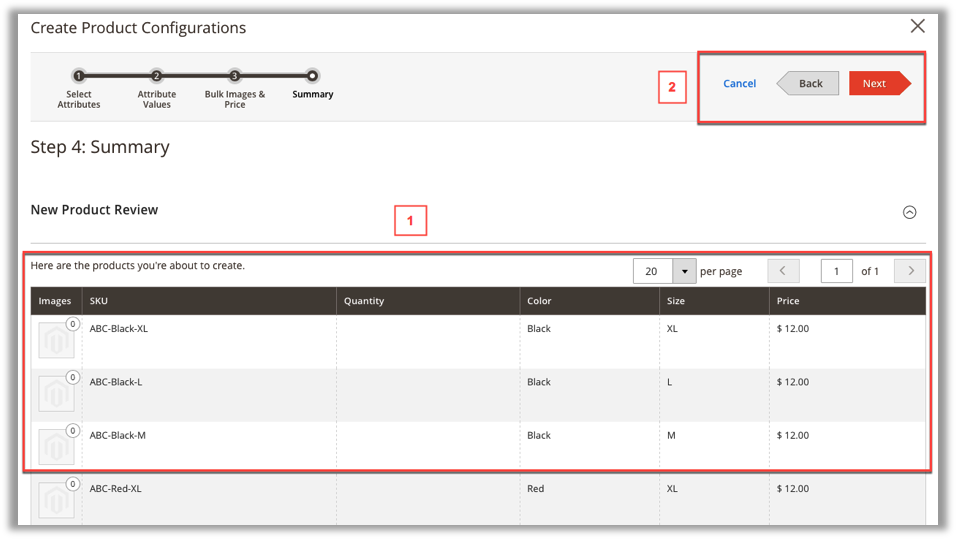 Create Product Configurations
1 2 3
Select Attributes
Attribute Values
Bulk Images & Price
Summary
2
Cancel Back Next
Step 4: Summary
New Product Review
1
Here are the products you're about to create.
20 per page 1 of 1
Images SKU Quantity Color Size Price
0 ABC-Black-XL Black XL $ 12.00
0 ABC-Black-L Black L $ 12.00
0 ABC-Black-M Black M $ 12.00
0 ABC-Red-XL Red XL $ 12.00